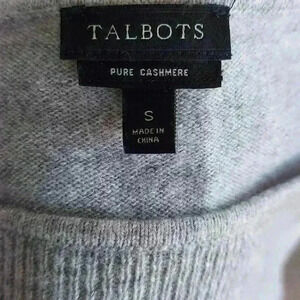 TALBOTS
PURE CASHMERE
S
MADE IN
CHINA